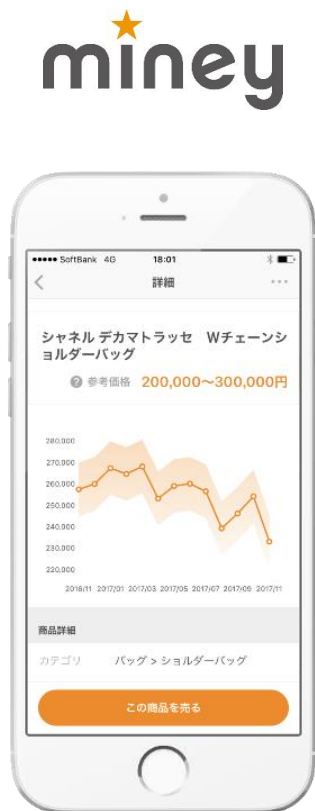 miney
SoftBank 4G 18:01
詳細
シャネル デカマトラッセ Wチェーンシ
ョルダーバッグ
? 参考価格 200,000〜300,000円
280,000
270,000
260,000
250,000
240,000
230,000
220,000
2016/11 2017/01 2017/03 2017/05 2017/07 2017/09 2017/11
商品詳細
カテゴリ バッグ > ショルダーバッグ
この商品を売る